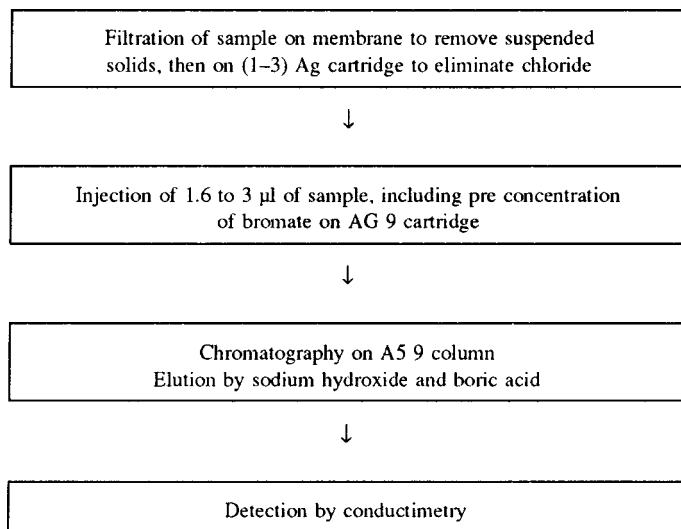 Filtration of sample on membrane to remove suspended
solids, then on (1–3) Ag cartridge to eliminate chloride
↓
Injection of 1.6 to 3 µl of sample, including pre concentration
of bromate on AG 9 cartridge
↓
Chromatography on A5 9 column
Elution by sodium hydroxide and boric acid
↓
Detection by conductimetry